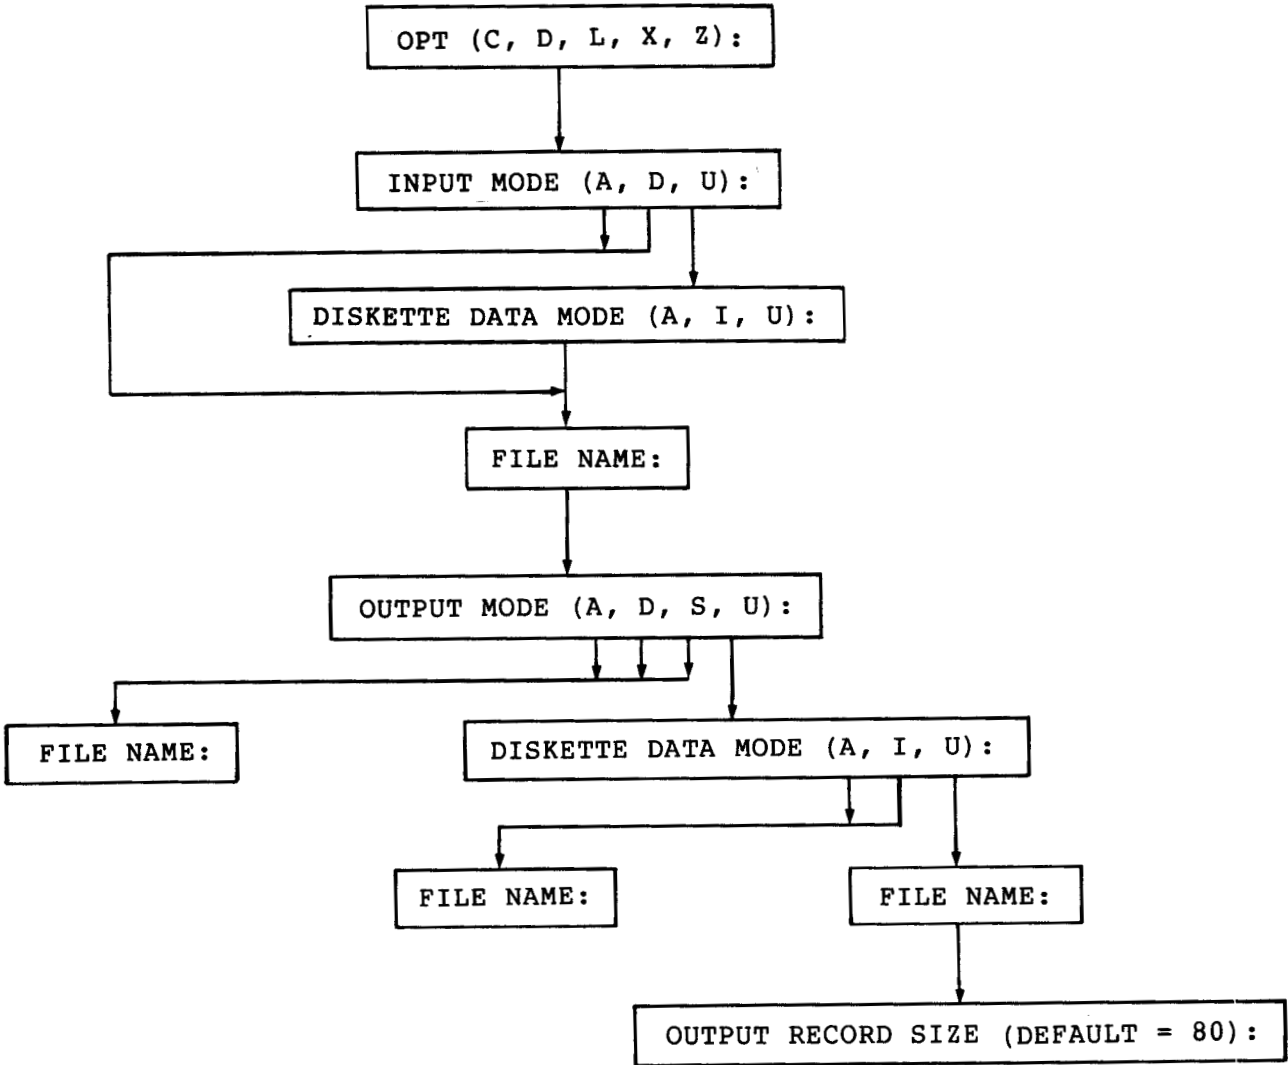 OPT (C, D, L, X, Z):
INPUT MODE (A, D, U):
DISKETTE DATA MODE (A, I, U):
FILE NAME:
OUTPUT MODE (A, D, S, U):
FILE NAME:
DISKETTE DATA MODE (A, I, U):
FILE NAME:
FILE NAME:
OUTPUT RECORD SIZE (DEFAULT = 80):